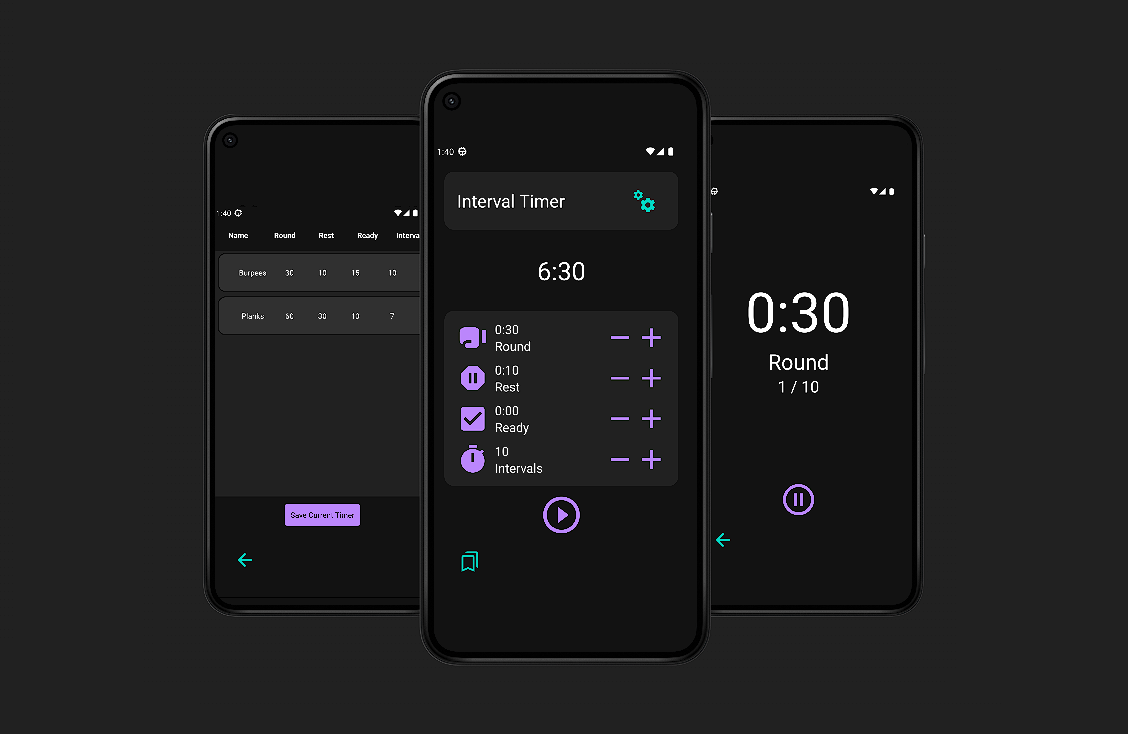 1:40
Name Round Rest Ready Interva
Burpees 30 10 15 10
Planks 60 30 10 7
Save Current Timer
1:40
Interval Timer
6:30
0:30
Round
0:10
Rest
0:00
Ready
10
Intervals
0:30
Round
1 / 10